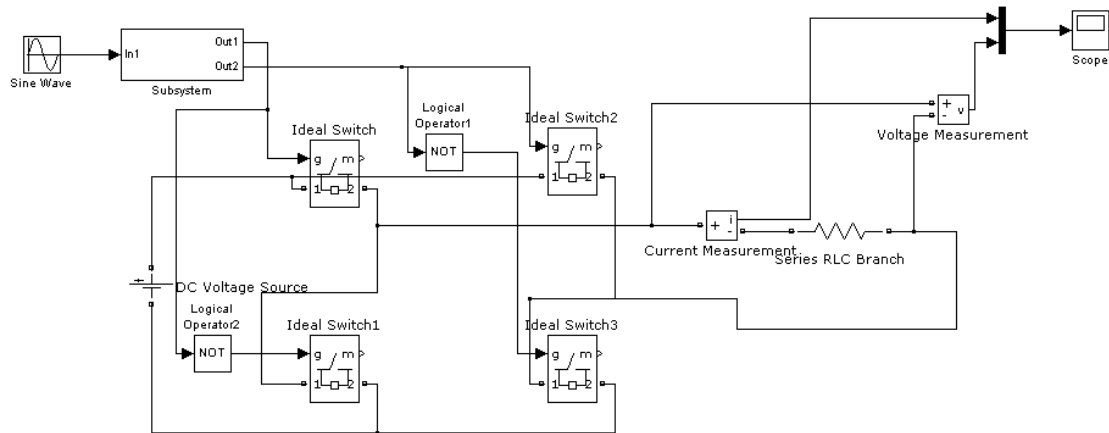 Sine Wave
In1
Out1
Out2
Subsystem
Scope
Logical
Operator1
NOT
Ideal Switch
g m
1 2
Ideal Switch2
g m
1 2
+
-
v
Voltage Measurement
+
i
-
Current Measurement
Series RLC Branch
+
DC Voltage Source
Logical
Operator2
NOT
Ideal Switch1
g m
1 2
Ideal Switch3
g m
1 2